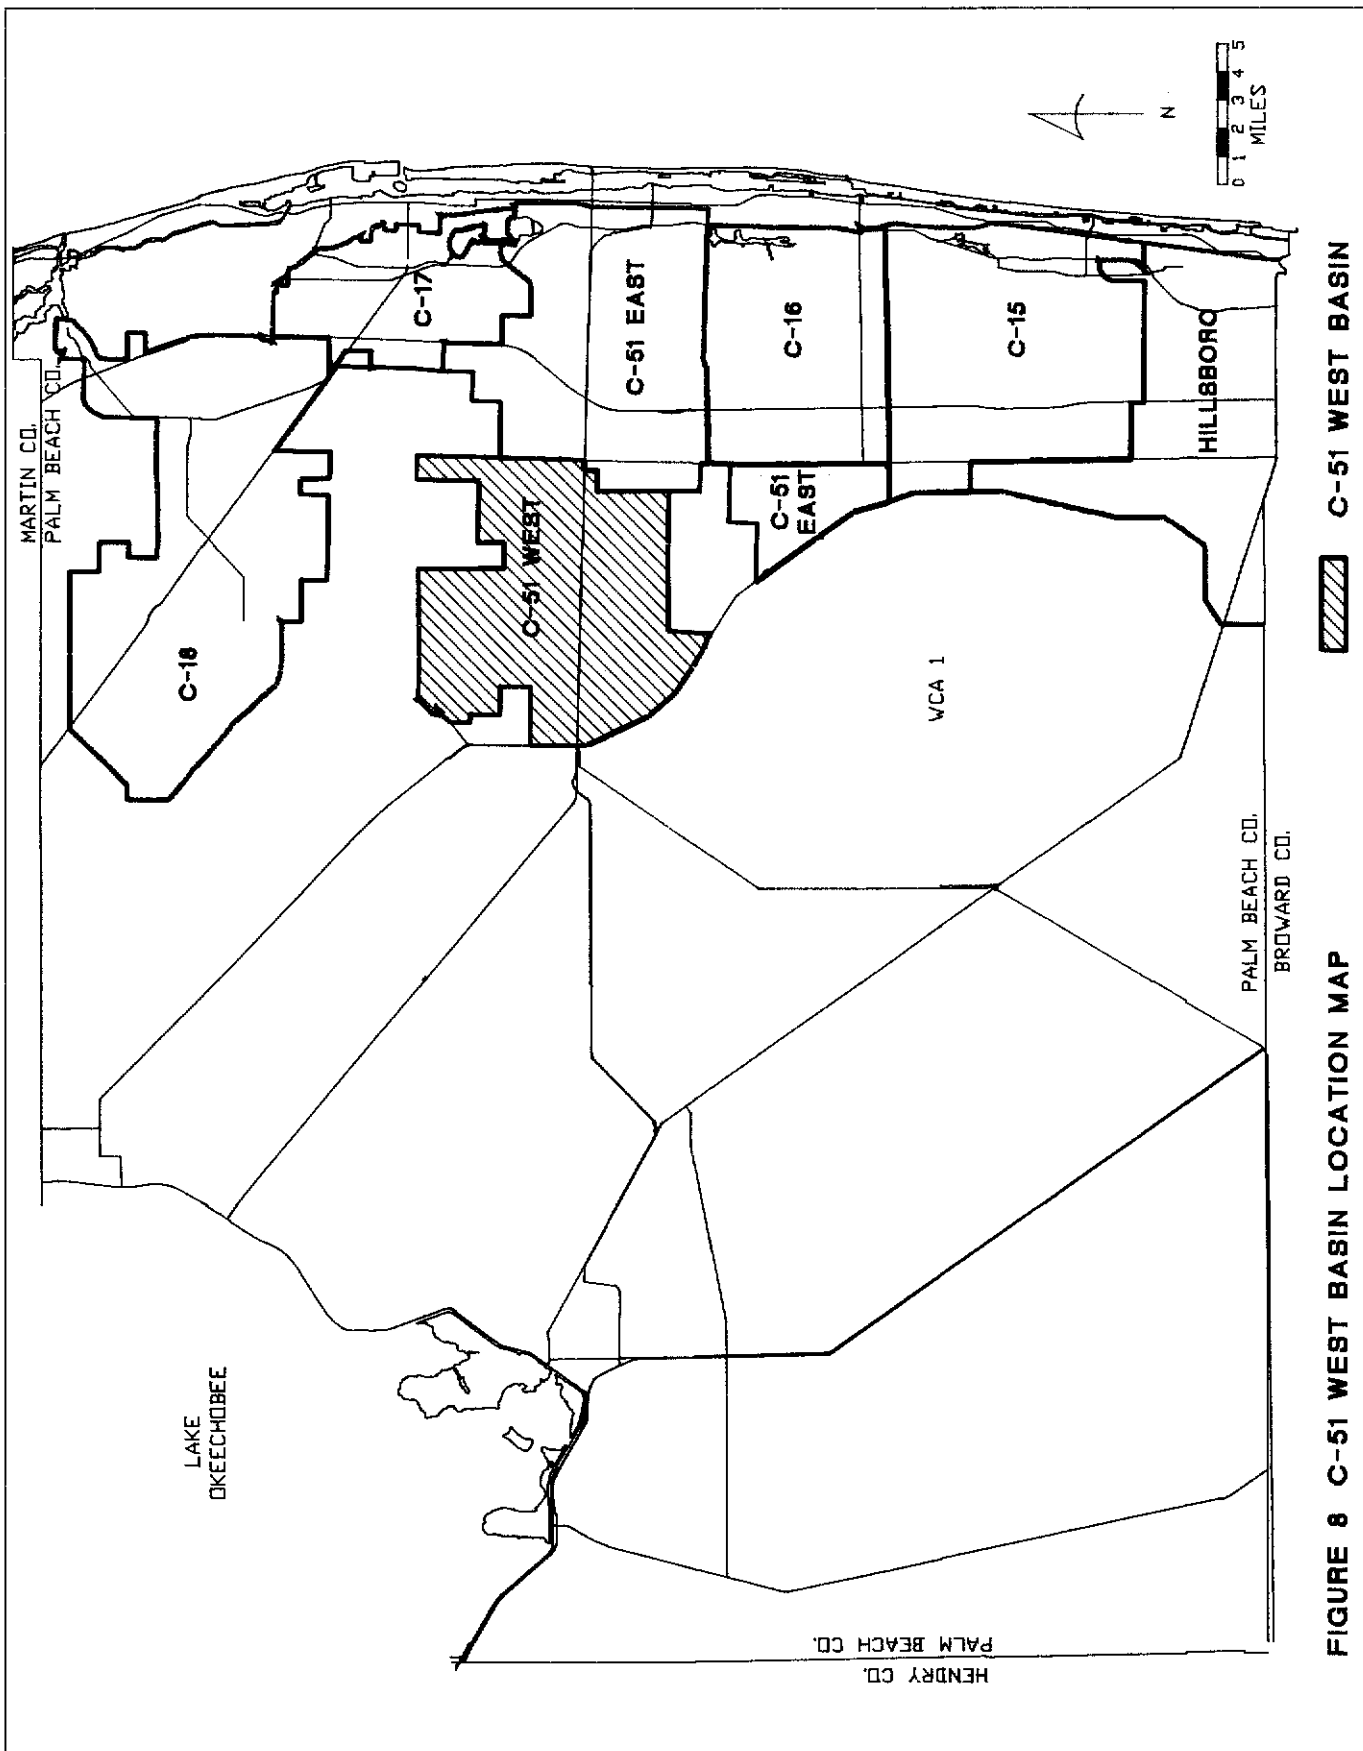 MARTIN CO.
PALM BEACH CO.
LAKE
OKEECHOBEE
C-18
C-17
C-51 WEST
C-51 EAST
C-51
EAST
C-16
C-15
HILLSBORO
WCA 1
HENDRY CO.
PALM BEACH CO.
PALM BEACH CO.
BROWARD CO.
N
0 1 2 3 4 5
MILES
C-51 WEST BASIN
FIGURE 8 C-51 WEST BASIN LOCATION MAP